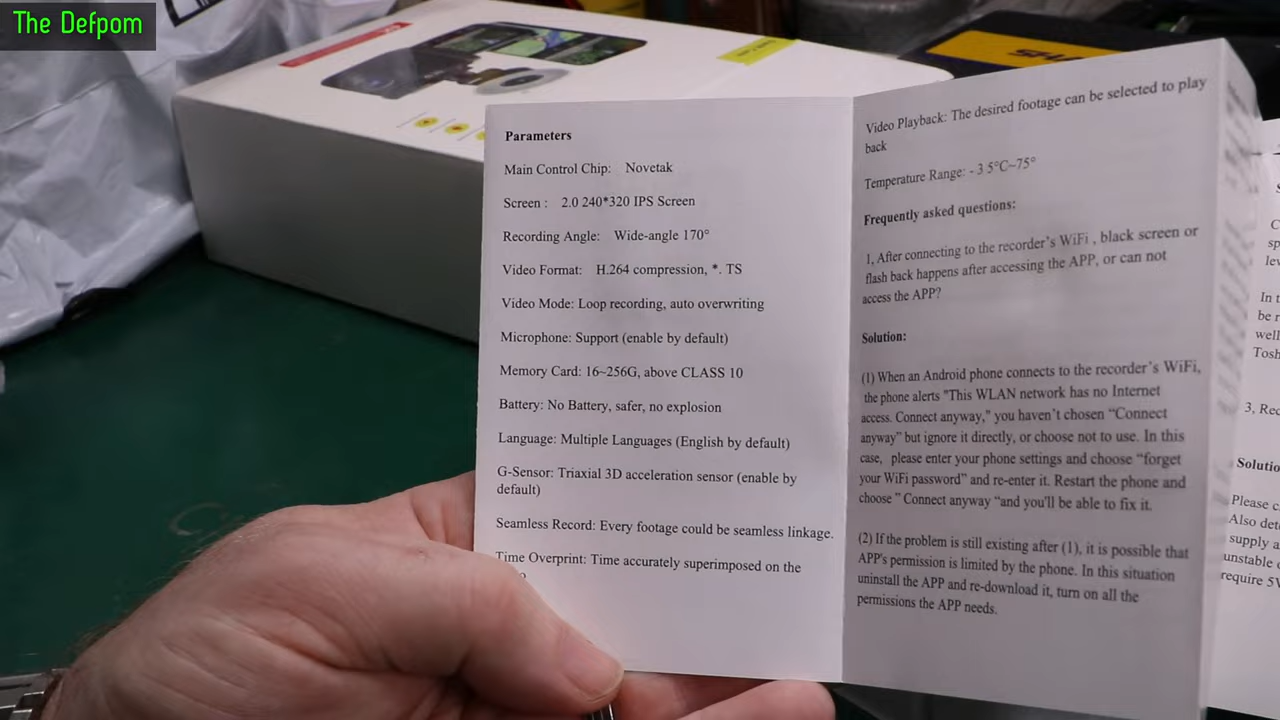 The Defpom
Parameters
Main Control Chip: Novetak
Screen : 2.0 240*320 IPS Screen
Recording Angle: Wide-angle 170°
Video Format: H.264 compression, *. TS
Video Mode: Loop recording, auto overwriting
Microphone: Support (enable by default)
Memory Card: 16~256G, above CLASS 10
Battery: No Battery, safer, no explosion
Language: Multiple Languages (English by default)
G-Sensor: Triaxial 3D acceleration sensor (enable by
default)
Seamless Record: Every footage could be seamless linkage.
Time Overprint: Time accurately superimposed on the
Video Playback: The desired footage can be selected to play
back
Temperature Range: - 3 5°C~75°
Frequently asked questions:
1, After connecting to the recorder’s WiFi , black screen or
flash back happens after accessing the APP, or can not
access the APP?
Solution:
(1) When an Android phone connects to the recorder’s WiFi,
the phone alerts "This WLAN network has no Internet
access. Connect anyway," you haven’t chosen “Connect
anyway” but ignore it directly, or choose not to use. In this
case, please enter your phone settings and choose “forget
your WiFi password” and re-enter it. Restart the phone and
choose ” Connect anyway “and you'll be able to fix it.
(2) If the problem is still existing after (1), it is possible that
APP's permission is limited by the phone. In this situation
uninstall the APP and re-download it, turn on all the
permissions the APP needs.
In t
be r
well
Tosh
3, Rec
Solutio
Please c
Also dete
supply a
unstable c
require 5V